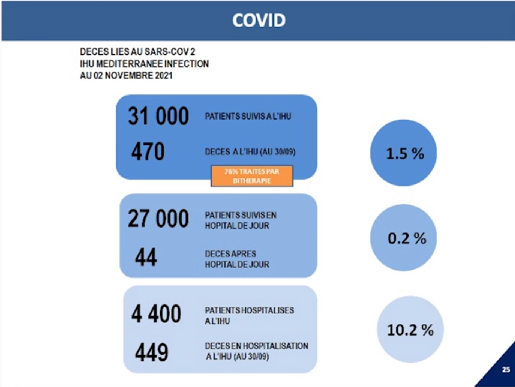 COVID
DECES LIES AU SARS-COV 2
IHU MEDITERRANEE INFECTION
AU 02 NOVEMBRE 2021
31 000 PATIENTS SUIVIS A L'IHU
470 DECES A L'IHU (AU 30/09)
1.5 %
76% TRAITES PAR
BITHERAPIE
27 000 PATIENTS SUIVIS EN
HOPITAL DE JOUR
0.2 %
44 DECES APRES
HOPITAL DE JOUR
4 400 PATIENTS HOSPITALISES
A L'IHU
10.2 %
449 DECES EN HOSPITALISATION
A L'IHU (AU 30/09)
25